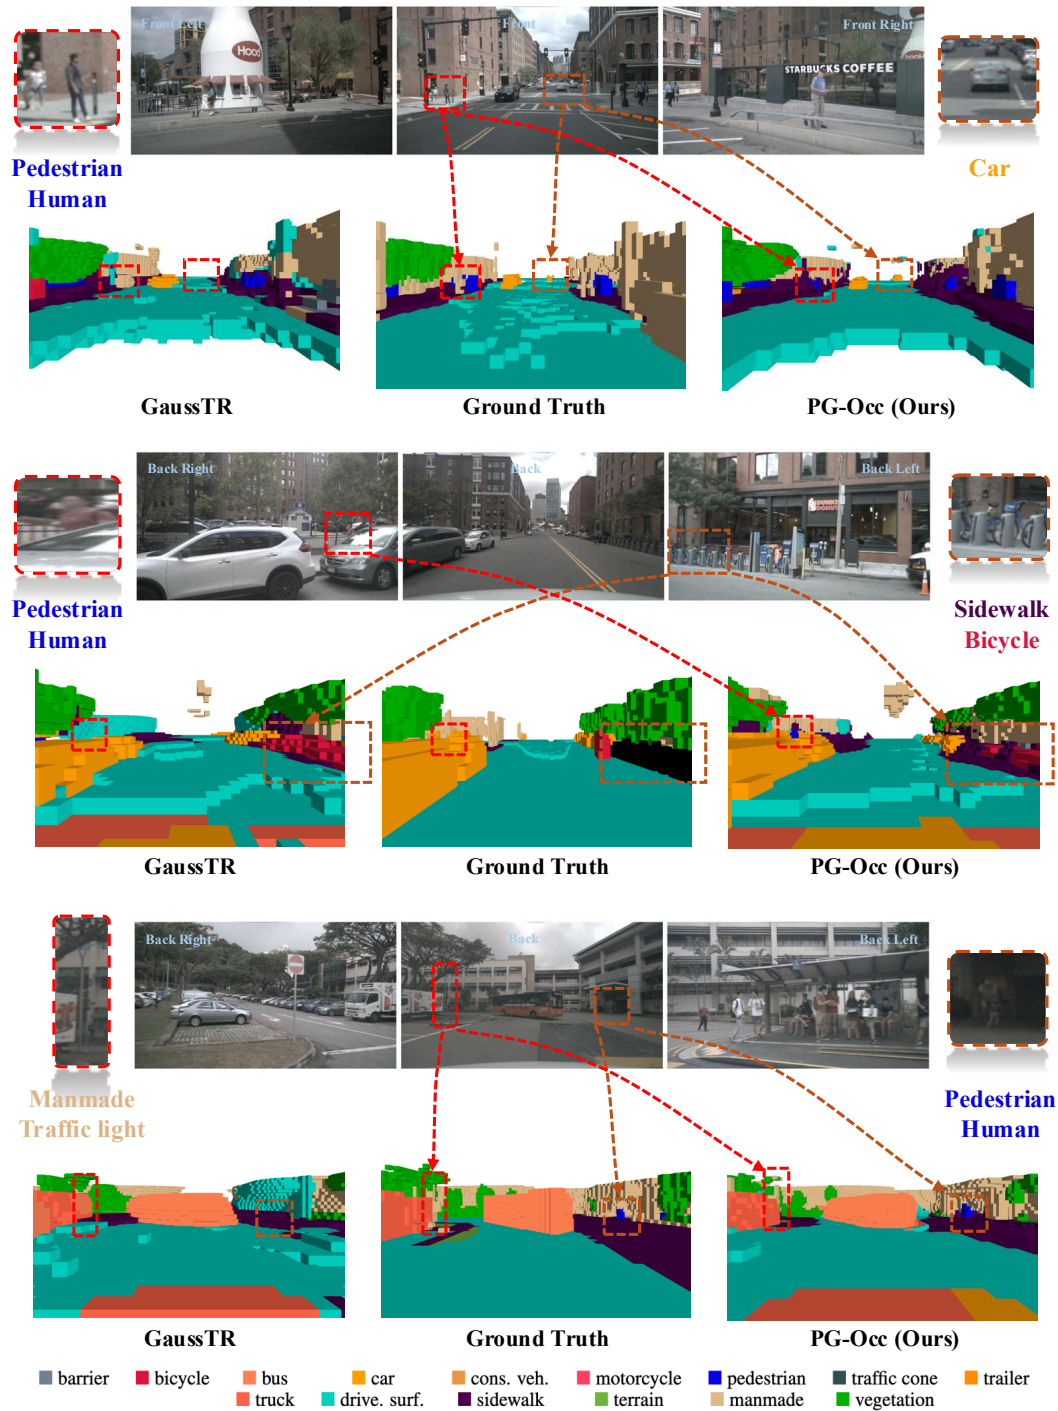 Front Left
Front
Front Right
Hood
STARBUCKS COFFEE
Pedestrian
Human
Car
GaussTR
Ground Truth
PG-Occ (Ours)
Back Right
Back
Back Left
Pedestrian
Human
Sidewalk
Bicycle
GaussTR
Ground Truth
PG-Occ (Ours)
Back Right
Back
Back Left
Manmade
Traffic light
Pedestrian
Human
GaussTR
Ground Truth
PG-Occ (Ours)
barrier bicycle bus car cons. veh. motorcycle pedestrian traffic cone trailer
truck drive. surf. sidewalk terrain manmade vegetation